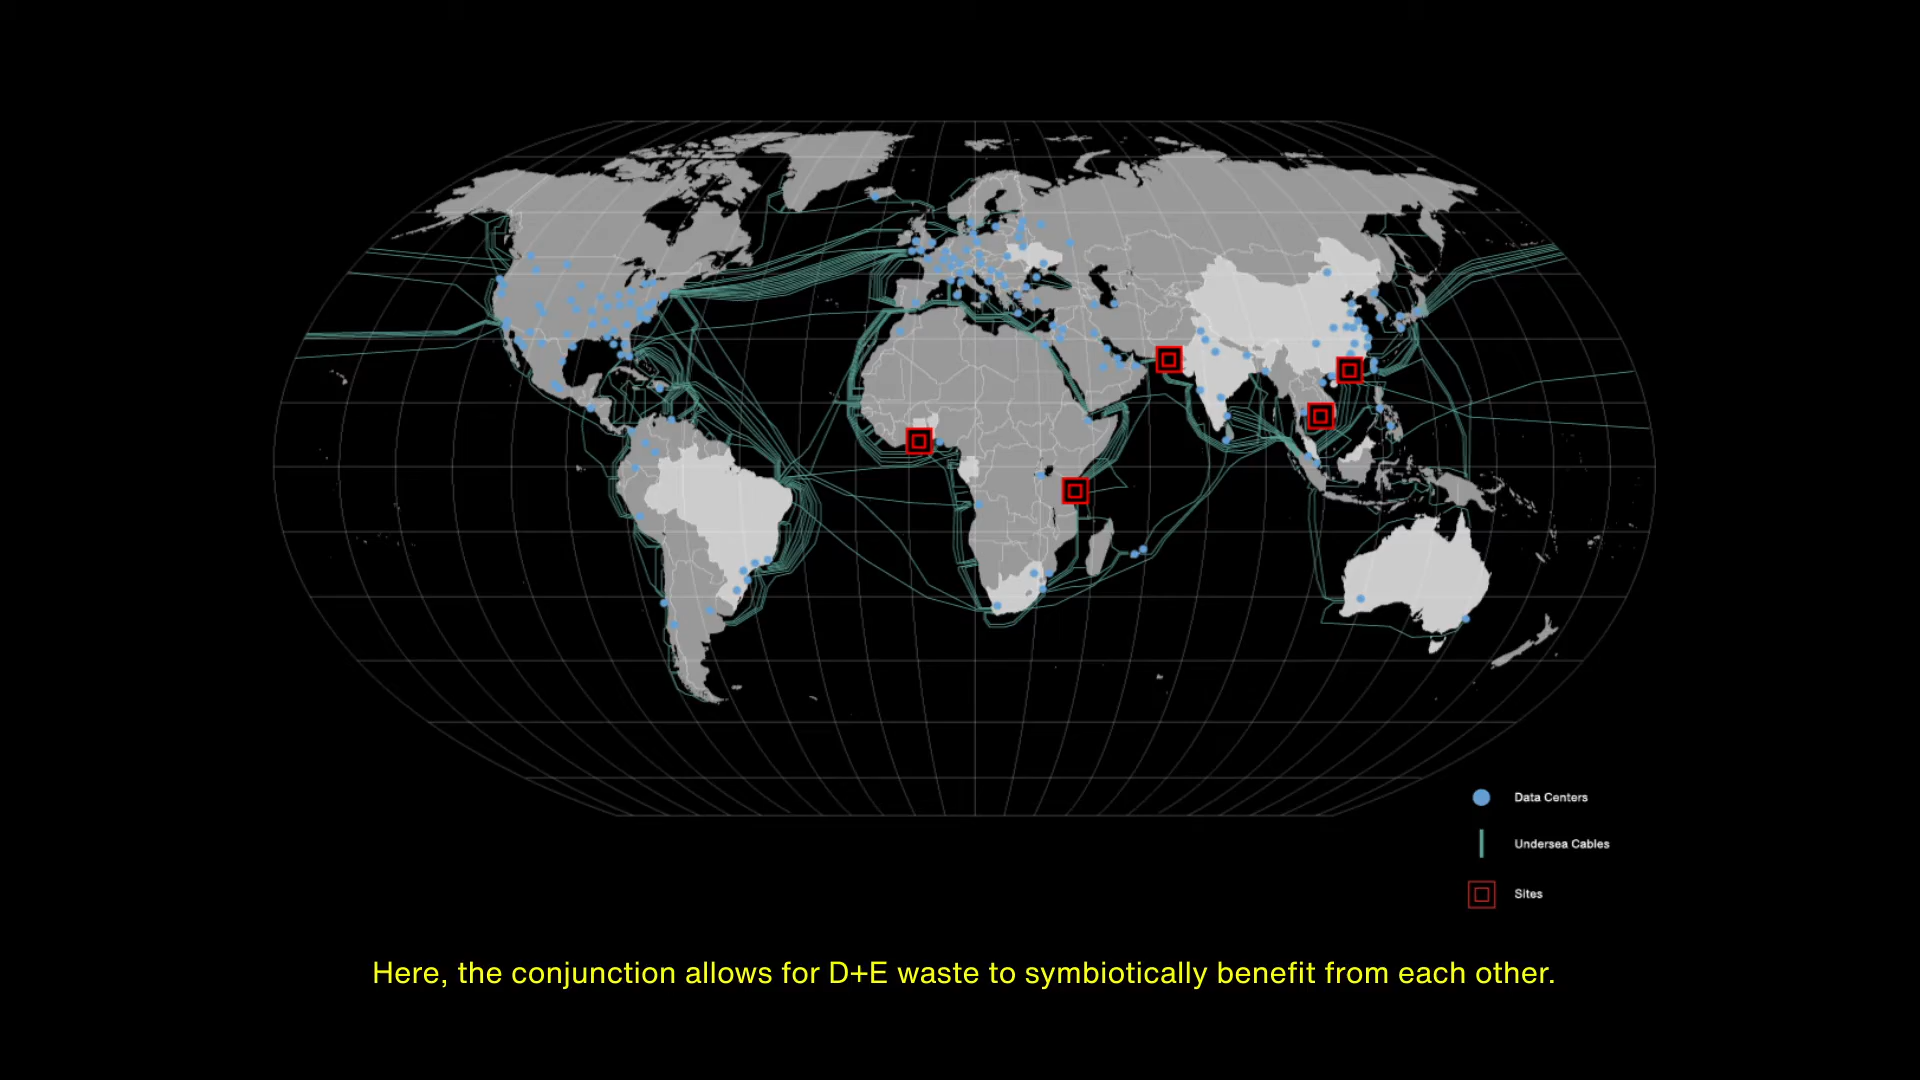 Data Centers
Undersea Cables
Sites
Here, the conjunction allows for D+E waste to symbiotically benefit from each other.